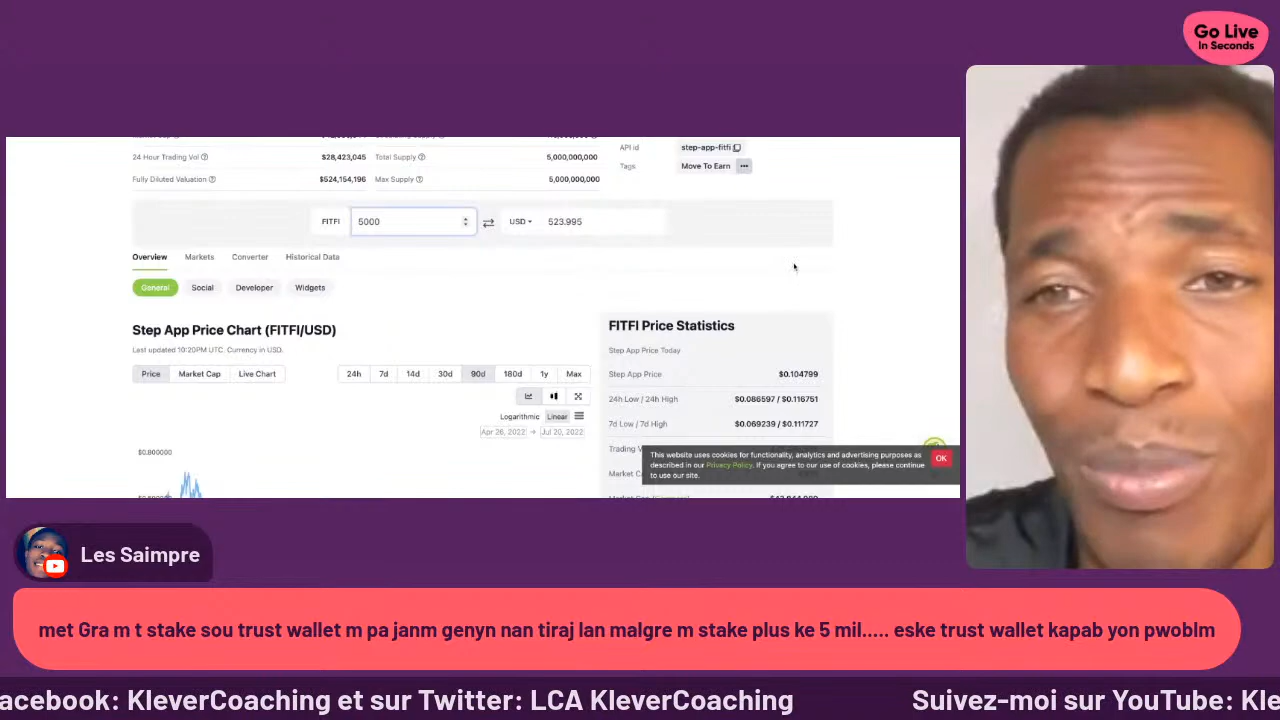 Go Live
In Seconds
API id step-app-fitfi
24 Hour Trading Vol $28,423,045 Total Supply 5,000,000,000
Tags Move To Earn
Fully Diluted Valuation $524,154,196 Max Supply 5,000,000,000
FITFI 5000 USD 523.995
Overview Markets Converter Historical Data
General Social Developer Widgets
Step App Price Chart (FITFI/USD)
Last updated 10:20PM UTC. Currency in USD.
Price Market Cap Live Chart 24h 7d 14d 30d 90d 180d 1y Max
Logarithmic Linear
Apr 26, 2022 → Jul 20, 2022
$0.800000
FITFI Price Statistics
Step App Price Today
Step App Price $0.104799
24h Low / 24h High $0.086597 / $0.116751
7d Low / 7d High $0.069239 / $0.111727
Trading V
Market C
This website uses cookies for functionality, analytics and advertising purposes as
described in our Privacy Policy. If you agree to our use of cookies, please continue
to use our site.
OK
Les Saimpre
met Gra m t stake sou trust wallet m pa janm genyn nan tiraj lan malgre m stake plus ke 5 mil..... eske trust wallet kapab yon pwoblm
acebook: KleverCoaching et sur Twitter: LCA KleverCoaching Suivez-moi sur YouTube: Kle